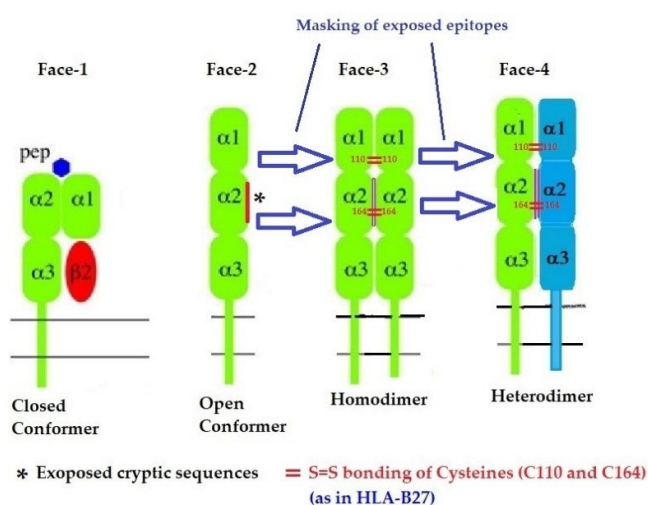 Masking of exposed epitopes
Face-1
Face-2
Face-3
Face-4
pep
α2 α1
α3 β2
α1
α2 *
α3
α1 α1
110 = 110
α2 α2
164 = 164
α3 α3
α1 α1
110 = 110
α2 α2
164 = 164
α3 α3
Closed
Conformer
Open
Conformer
Homodimer
Heterodimer
* Exoposed cryptic sequences
= S=S bonding of Cysteines (C110 and C164)
(as in HLA-B27)